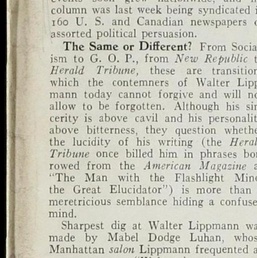 column was last week being syndicated i
160 U. S. and Canadian newspapers
assorted political persuasion.
The Same or Different? From Socia
ism to G. O. P., from New Republic t
Herald Tribune, these are transition
which the contemners of Walter Lipp
mann today cannot forgive and will ne
allow to be forgotten. Although his sin
cerity is above cavil and his personalit
above bitterness, they question whethe
the lucidity of his writing (the Heral
Tribune once billed him in phrases bor
rowed from the American Magazine a
"The Man with the Flashlight Mind
the Great Elucidator") is more than
meretricious semblance hiding a confuse
mind.
Sharpest dig at Walter Lippmann wa
made by Mabel Dodge Luhan, whos
Manhattan salon Lippmann frequented a